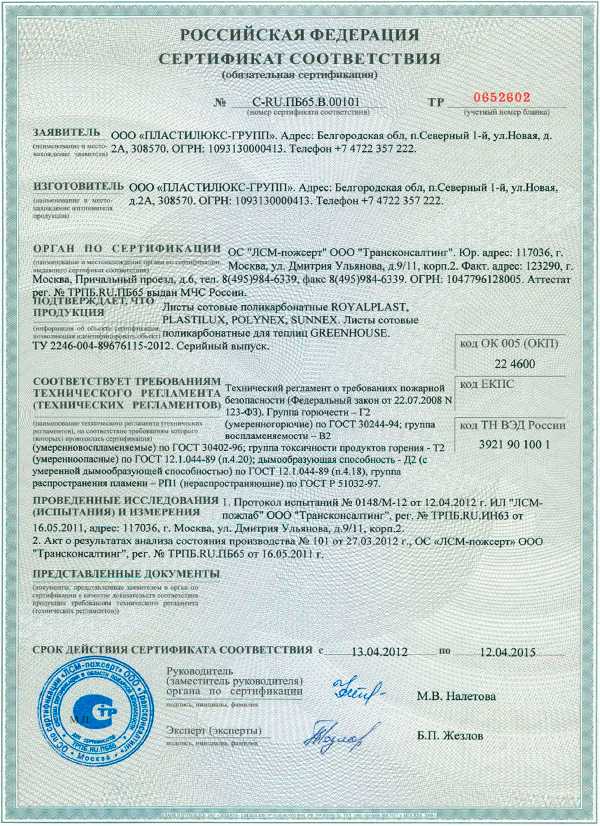 РОССИЙСКАЯ ФЕДЕРАЦИЯ
СЕРТИФИКАТ СООТВЕТСТВИЯ
(обязательная сертификация)
№ C-RU.ПБ65.В.00101 ТР 0652602
(номер сертификата соответствия) (учетный номер бланка)
ЗАЯВИТЕЛЬ ООО «ПЛАСТИЛЮКС-ГРУПП». Адрес: Белгородская обл, п.Северный 1-й, ул.Новая, д.
(наименование и место-
нахождение заявителя) 2А, 308570. ОГРН: 1093130000413. Телефон +7 4722 357 222.
ИЗГОТОВИТЕЛЬ ООО «ПЛАСТИЛЮКС-ГРУПП». Адрес: Белгородская обл, п.Северный 1-й, ул.Новая,
(наименование и место-
нахождение изготовителя
продукции) д.2А, 308570. ОГРН: 1093130000413. Телефон +7 4722 357 222.
ОРГАН ПО СЕРТИФИКАЦИИ ОС "ЛСМ-пожсерт" ООО "Трансконсалтинг". Юр. адрес: 117036, г.
(наименование и местонахождение органа по сертификации,
выдавшего сертификат соответствия) Москва, ул. Дмитрия Ульянова, д.9/11, корп.2. Факт. адрес: 123290, г.
Москва, Причальный проезд, д.6, тел. 8(495)984-6339, факс 8(495)984-6339. ОГРН: 1047796128005. Аттестат
рег. № ТРПБ.RU.ПБ65 выдан МЧС России.
ПОДТВЕРЖДАЕТ, ЧТО
ПРОДУКЦИЯ
(информация об объекте сертификации,
позволяющая идентифицировать объект)
Листы сотовые поликарбонатные ROYALPLAST,
PLASTILUX, POLYNEX, SUNNEX. Листы сотовые
поликарбонатные для теплиц GREENHOUSE.
ТУ 2246-004-89676115-2012. Серийный выпуск.
код ОК 005 (ОКП)
22 4600
СООТВЕТСТВУЕТ ТРЕБОВАНИЯМ
ТЕХНИЧЕСКОГО РЕГЛАМЕНТА
(ТЕХНИЧЕСКИХ РЕГЛАМЕНТОВ)
(наименование технического регламента (технических
регламентов), на соответствие требованиям которого
(которых) проводилась сертификация)
Технический регламент о требованиях пожарной
безопасности (Федеральный закон от 22.07.2008 N
123-ФЗ). Группа горючести – Г2
(умеренногорючие) по ГОСТ 30244-94; группа
воспламеняемости – В2
(умеренновоспламеняемые) по ГОСТ 30402-96; группа токсичности продуктов горения - Т2
(умеренноопасные) по ГОСТ 12.1.044-89 (п.4.20); дымообразующая способность - Д2 (с
умеренной дымообразующей способностью) по ГОСТ 12.1.044-89 (п.4.18), группа
распространения пламени – РП1 (нераспространяющие) по ГОСТ Р 51032-97.
код ЕКПС
код ТН ВЭД России
3921 90 100 1
ПРОВЕДЕННЫЕ ИССЛЕДОВАНИЯ
(ИСПЫТАНИЯ) И ИЗМЕРЕНИЯ
1. Протокол испытаний № 0148/М-12 от 12.04.2012 г. ИЛ "ЛСМ-
пожлаб" ООО "Трансконсалтинг", рег. № ТРПБ.RU.ИН63 от
16.05.2011, адрес: 117036, г. Москва, ул. Дмитрия Ульянова, д.9/11, корп.2.
2. Акт о результатах анализа состояния производства № 101 от 27.03.2012 г., ОС «ЛСМ-пожсерт» ООО
"Трансконсалтинг", рег. № ТРПБ.RU.ПБ65 от 16.05.2011 г.
ПРЕДСТАВЛЕННЫЕ ДОКУМЕНТЫ
(документы, представленные заявителем в орган по
сертификации в качестве доказательств соответствия
продукции требованиям технического регламента
(технических регламентов))
СРОК ДЕЙСТВИЯ СЕРТИФИКАТА СООТВЕТСТВИЯ с 13.04.2012 по 12.04.2015
Руководитель
(заместитель руководителя)
органа по сертификации
подпись, инициалы, фамилия
М.В. Налетова
Эксперт (эксперты)
подпись, инициалы, фамилия
Б.П. Жезлов
М.П.
ОС по сертификации «ЛСМ-пожсерт» ООО "Трансконсалтинг"
ДЛЯ СЕРТИФИКАТОВ
ТРПБ.RU.ПБ65
Москва